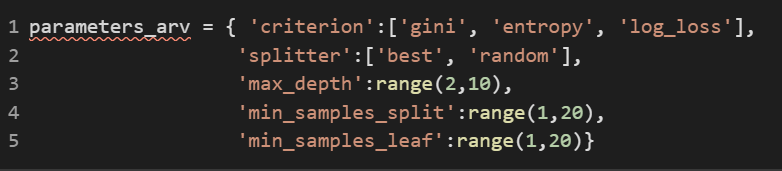 1 parameters_arv = { 'criterion':['gini', 'entropy', 'log_loss'],
2 'splitter':['best', 'random'],
3 'max_depth':range(2,10),
4 'min_samples_split':range(1,20),
5 'min_samples_leaf':range(1,20)}